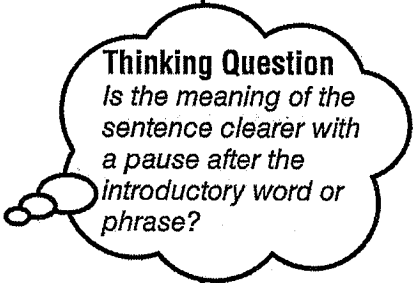 Thinking Question
Is the meaning of the
sentence clearer with
a pause after the
introductory word or
phrase?